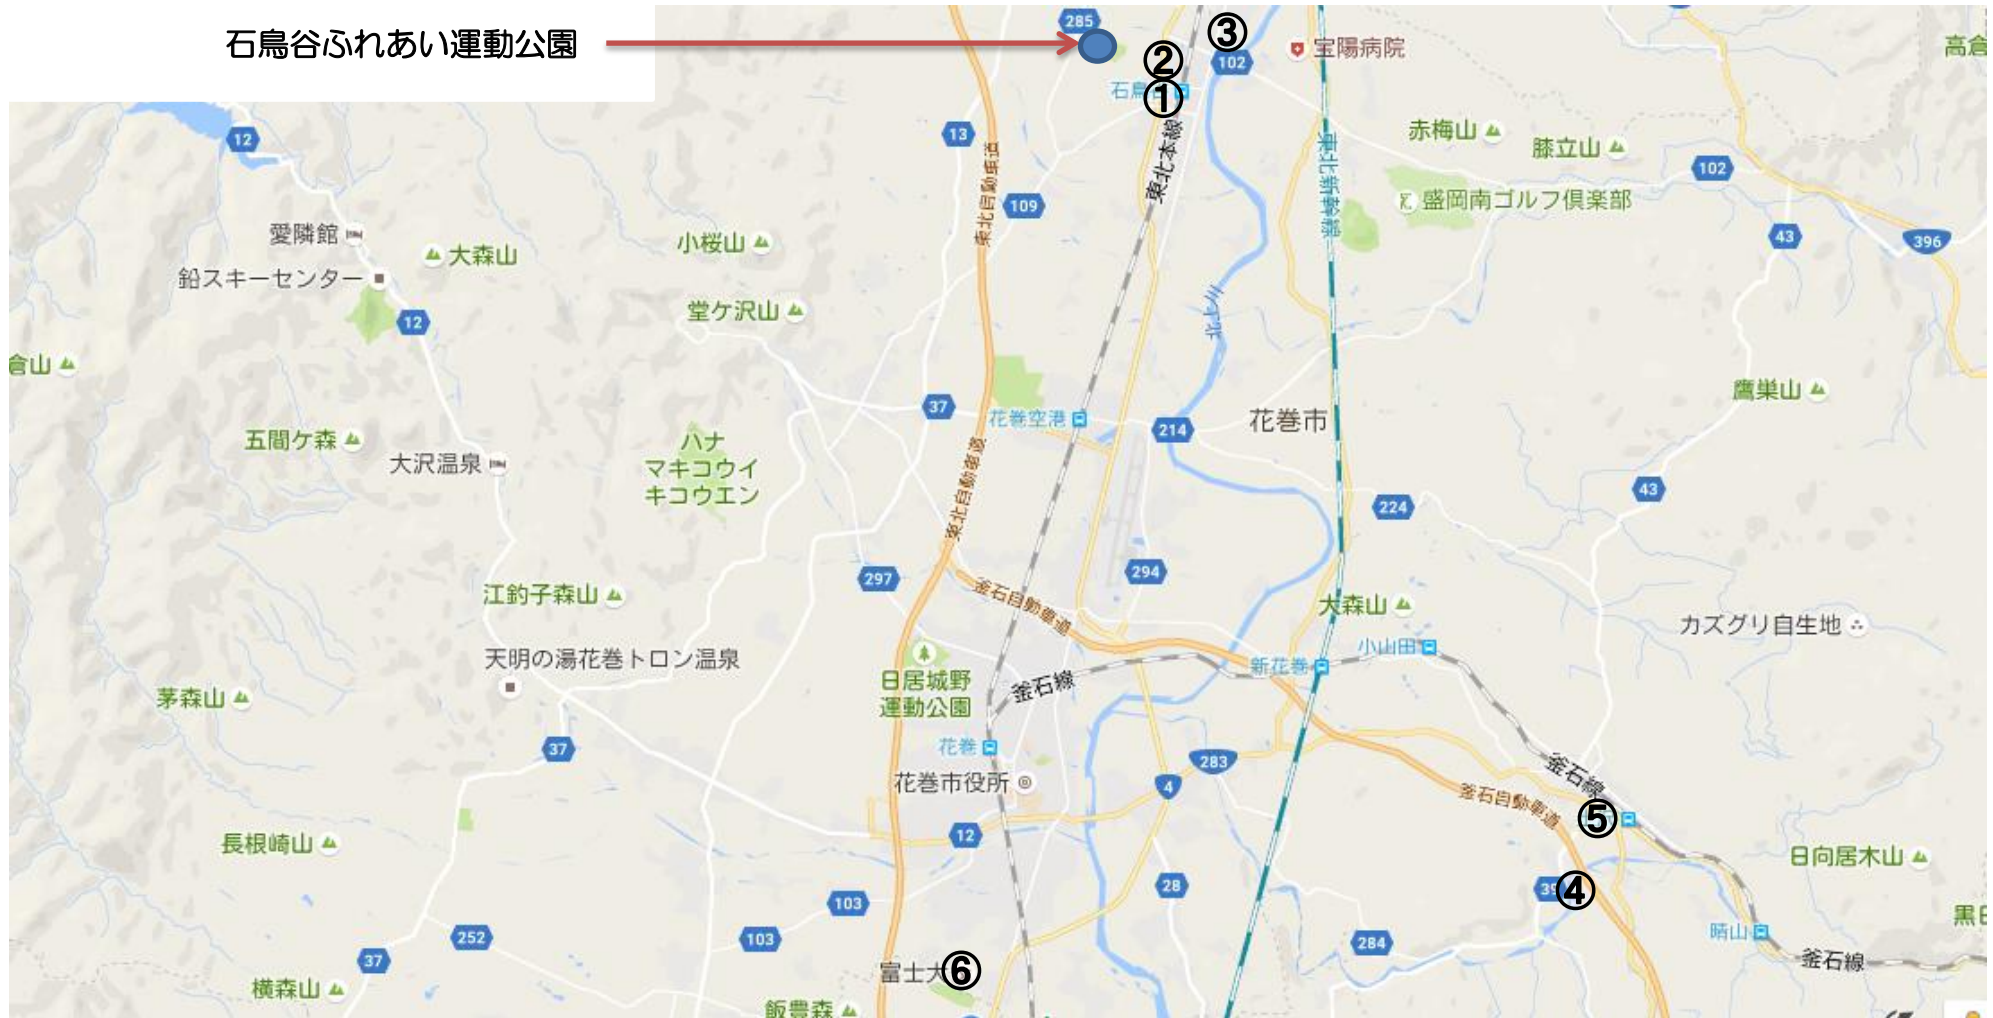 石鳥谷ふれあい運動公園
285
③
②
102
宝陽病院
高倉
石鳥
①
12
13
東北自動車道
東北本線
東北新幹線
赤梅山
膝立山
102
109
盛岡南ゴルフ倶楽部
愛隣館
大森山
小桜山
43
396
鉛スキーセンター
12
堂ケ沢山
北上川
倉山
鷹巣山
37
花巻空港
214
花巻市
五間ケ森
大沢温泉
ハナ
マキコウイ
キコウエン
東北自動車道
43
224
297
294
江釣子森山
釜石自動車道
大森山
カズグリ自生地
小山田
天明の湯花巻トロン温泉
新花巻
日居城野
運動公園
釜石線
茅森山
37
花巻
283
花巻市役所
4
釜石線
釜石自動車道
⑤
長根崎山
12
日向居木山
103
28
39
④
黒日
252
103
284
晴山
37
富士大
⑥
釜石線
横森山
飯豊森